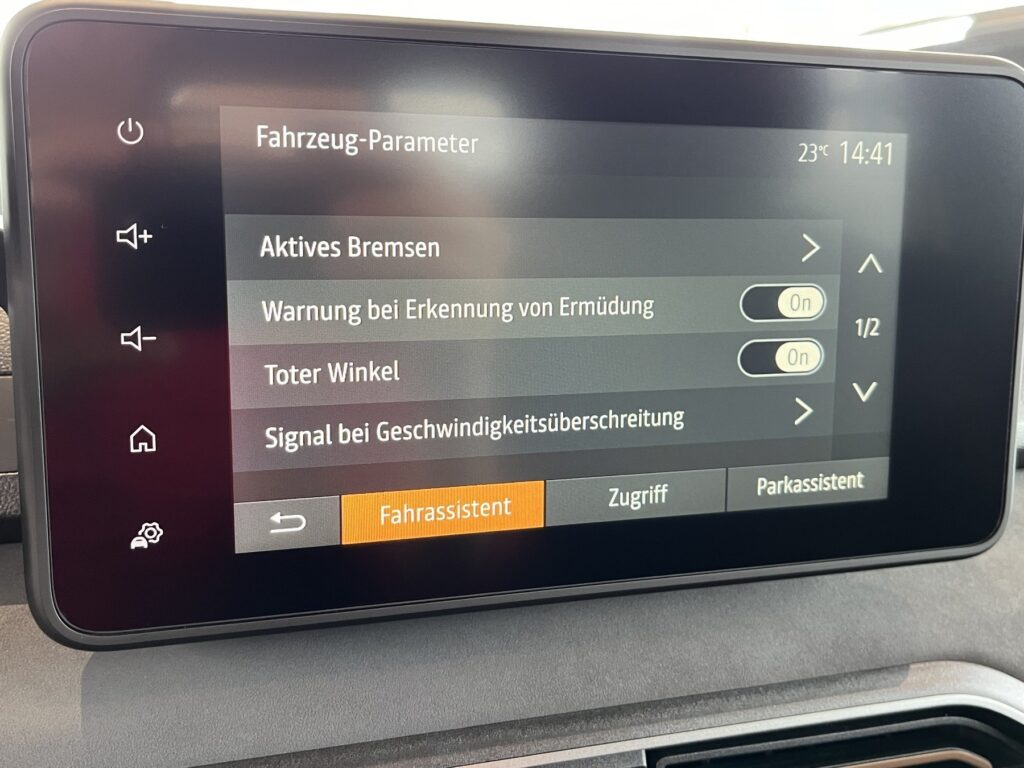 Fahrzeug-Parameter
23°C 14:41
Aktives Bremsen
Warnung bei Erkennung von Ermüdung On
Toter Winkel On
1/2
Signal bei Geschwindigkeitsüberschreitung
Fahrassistent Zugriff Parkassistent